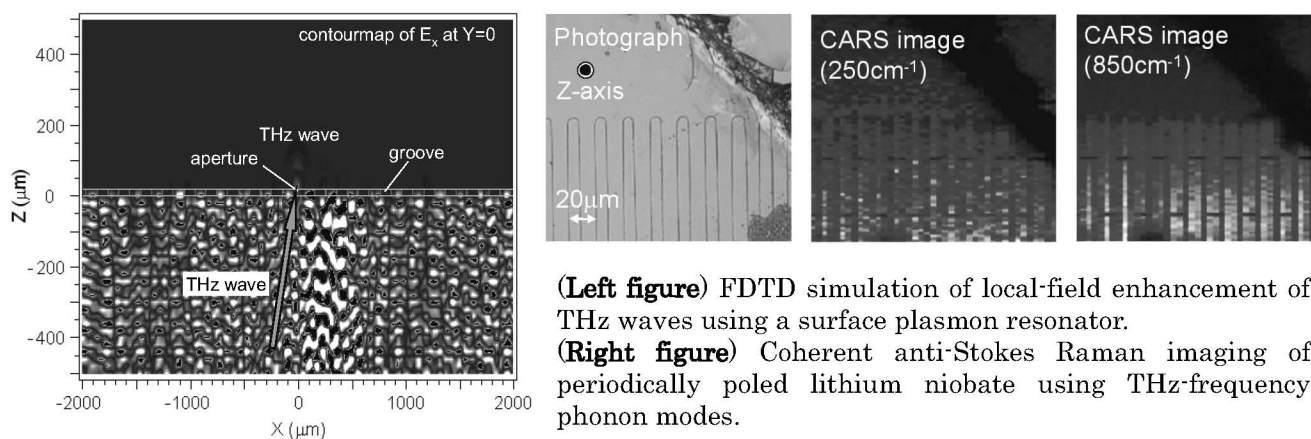 contourmap of Ex at Y=0
400
200
0
-200
-400
Z (μm)
THz wave
aperture
groove
THz wave
-2000
-1000
0
1000
2000
X (μm)
Photograph
Z-axis
20μm
CARS image
(250cm-1)
CARS image
(850cm-1)
(Left figure) FDTD simulation of local-field enhancement of
THz waves using a surface plasmon resonator.
(Right figure) Coherent anti-Stokes Raman imaging of
periodically poled lithium niobate using THz-frequency
phonon modes.